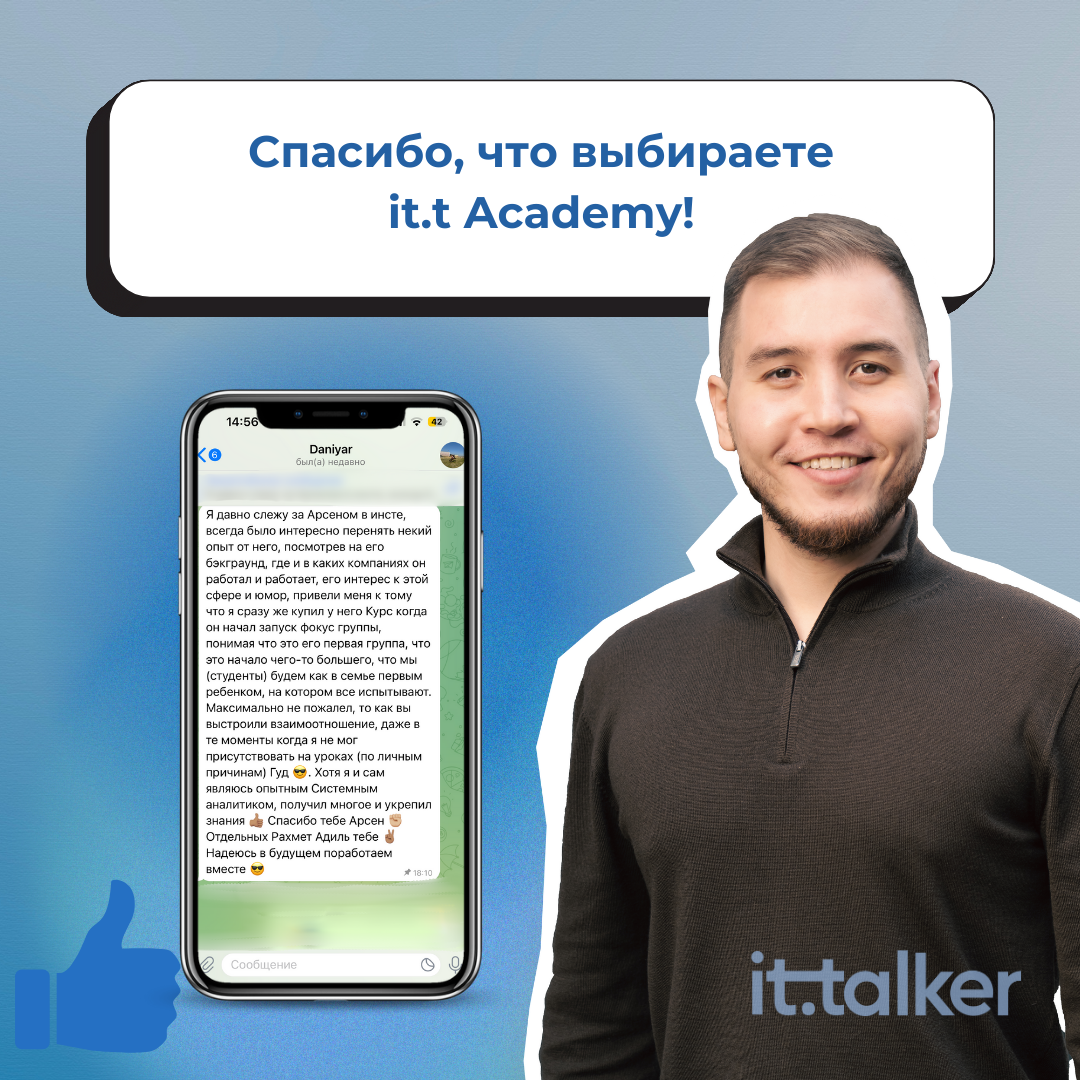 Спасибо, что выбираете
it.t Academy!
14:56
42
6
Daniyar
был(а) недавно
Я давно слежу за Арсеном в инсте,
всегда было интересно перенять некий
опыт от него, посмотрев на его
бэкграунд, где и в каких компаниях он
работал и работает, его интерес к этой
сфере и юмор, привели меня к тому
что я сразу же купил у него Курс когда
он начал запуск фокус группы,
понимая что это его первая группа, что
это начало чего-то большего, что мы
(студенты) будем как в семье первым
ребенком, на котором все испытывают.
Максимально не пожалел, то как вы
выстроили взаимоотношение, даже в
те моменты когда я не мог
присутствовать на уроках (по личным
причинам) Гуд 😎. Хотя я и сам
являюсь опытным Системным
аналитиком, получил многое и укрепил
знания 👍🏽 Спасибо тебе Арсен ✊🏼
Отдельных Рахмет Адиль тебе ✌🏽
Надеюсь в будущем поработаем
вместе 😎
18:10
Сообщение
it.talker